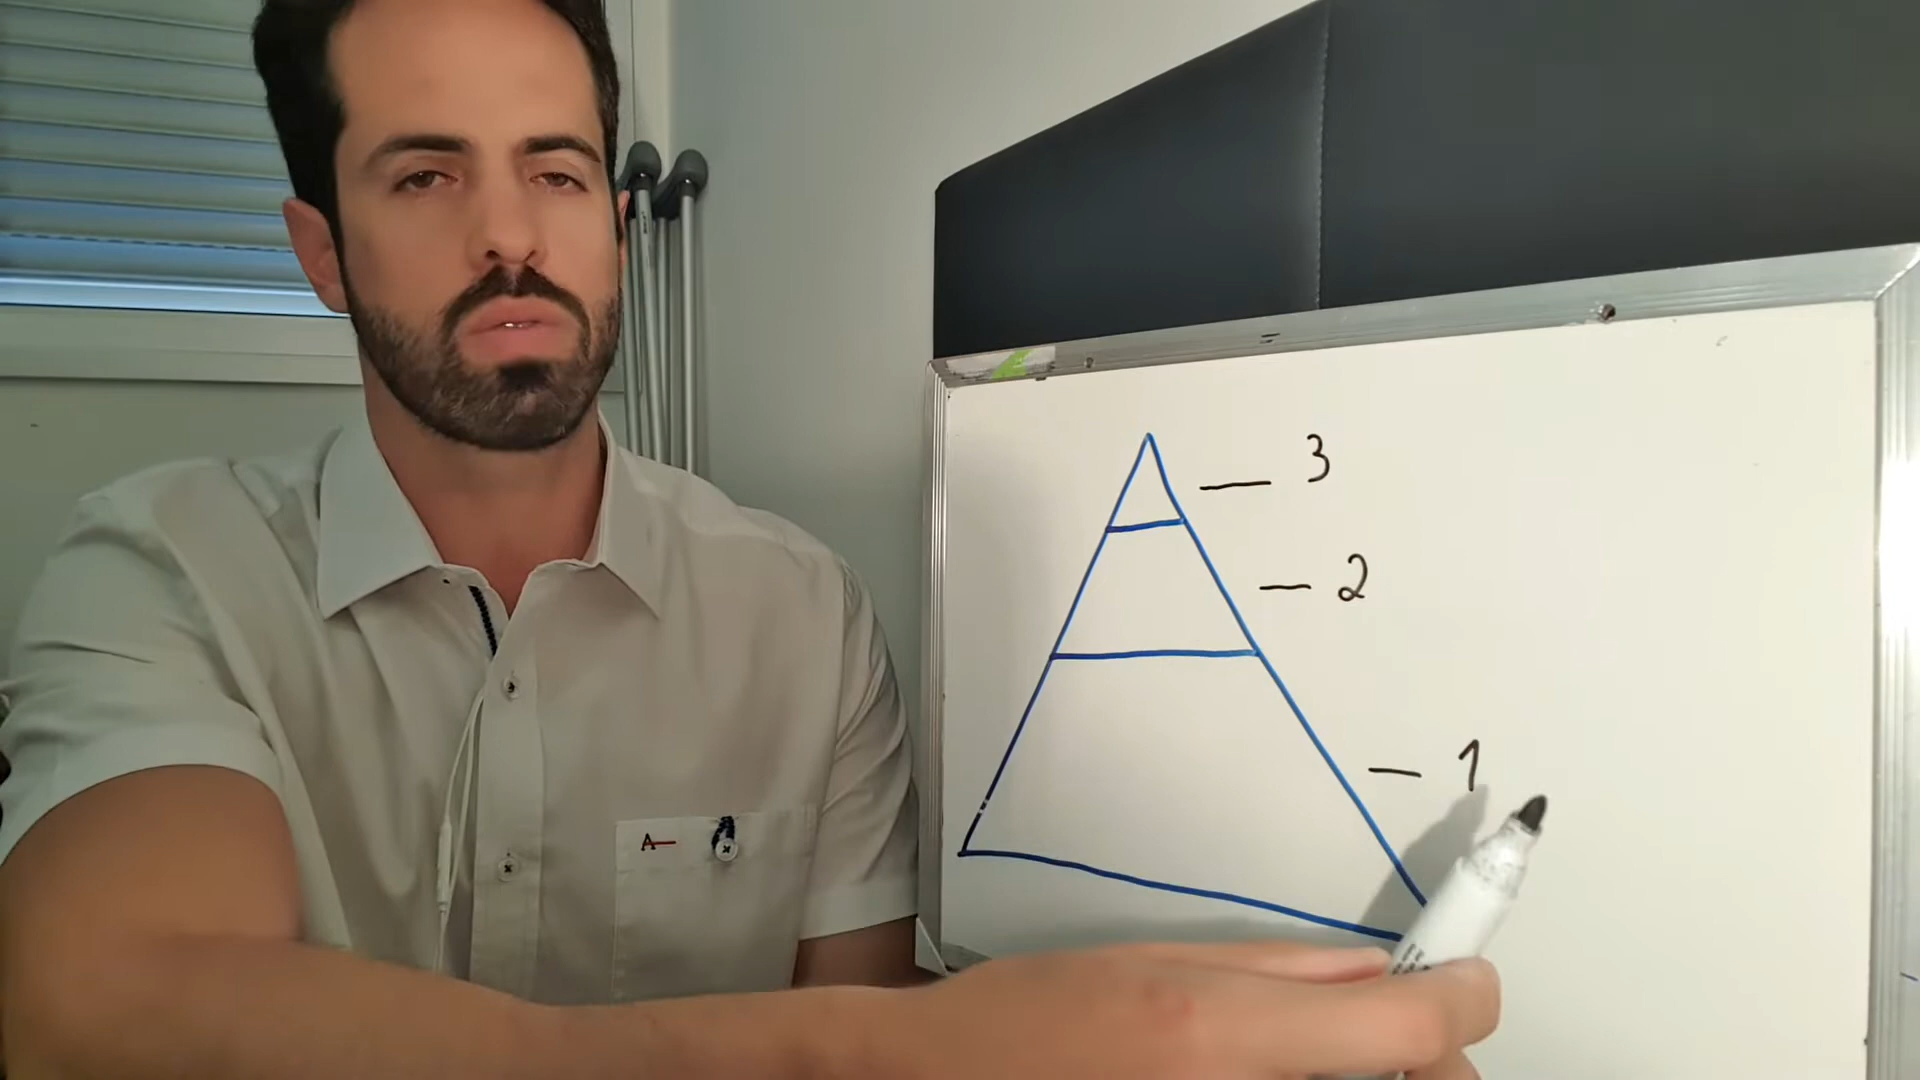 — 3
— 2
— 1
A